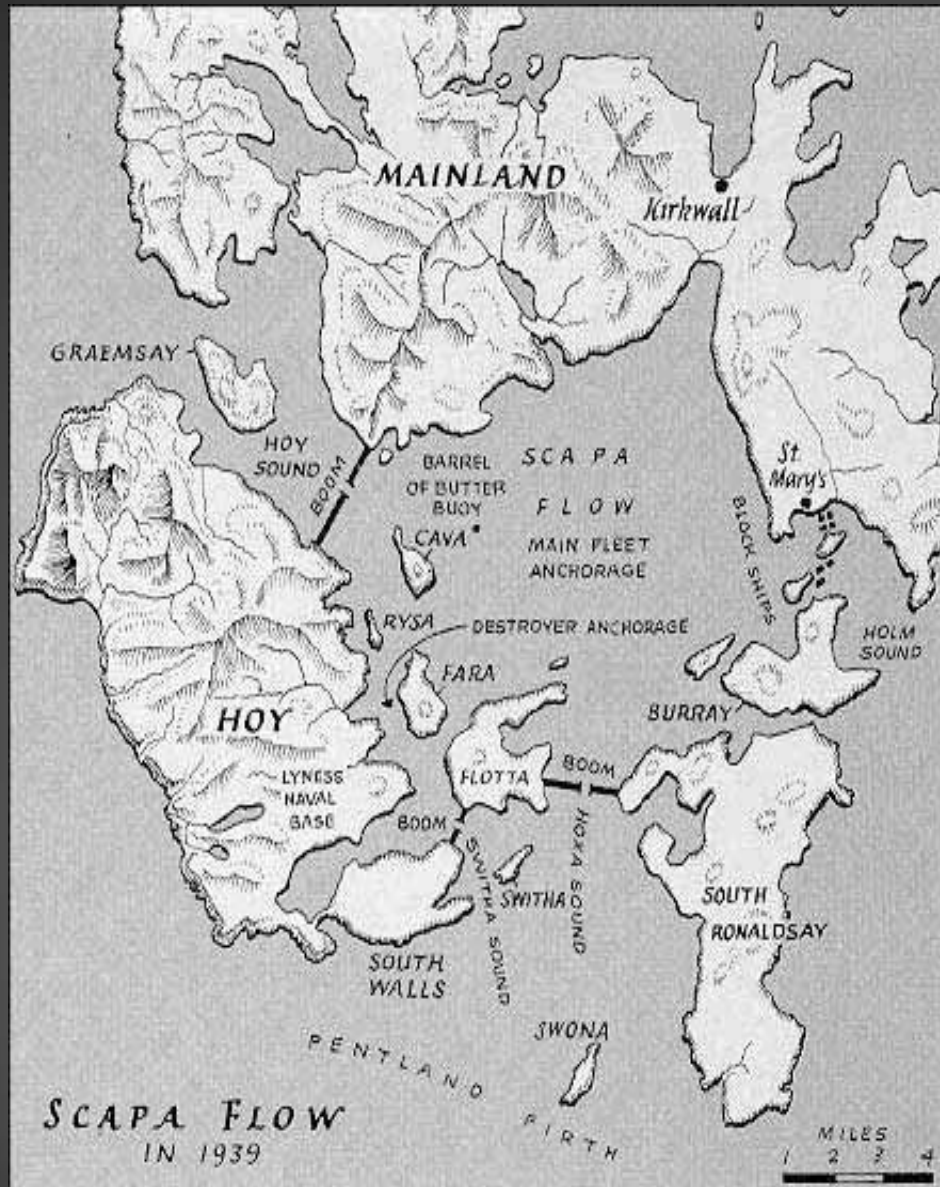 MAINLAND
Kirkwall
GRAEMSAY
HOY
SOUND
BOOM
BARREL
OF BUTTER
BUOY
CAVA
SCAPA
FLOW
MAIN FLEET
ANCHORAGE
St.
Mary's
BLOCK SHIPS
RYSA
DESTROYER ANCHORAGE
HOLM
SOUND
FARA
BURRAY
HOY
LYNESS
NAVAL
BASE
FLOTTA
BOOM
BOOM
SWITHA SOUND
SWITHA
HOXA SOUND
SOUTH
RONALDSAY
SOUTH
WALLS
SWONA
PENTLAND
FIRTH
SCAPA FLOW
IN 1939
MILES
1 2 3 4